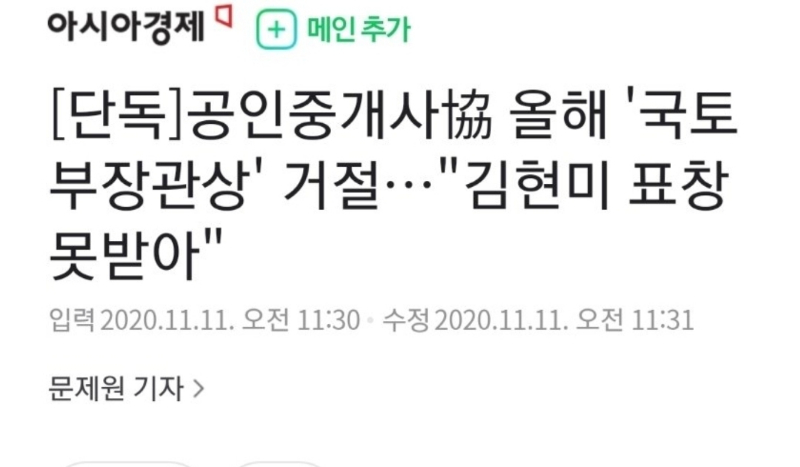 아시아경제 메인 추가
[단독]공인중개사協 올해 '국토
부장관상' 거절…"김현미 표창
못받아"
입력 2020.11.11. 오전 11:30 · 수정 2020.11.11. 오전 11:31
문제원 기자 >